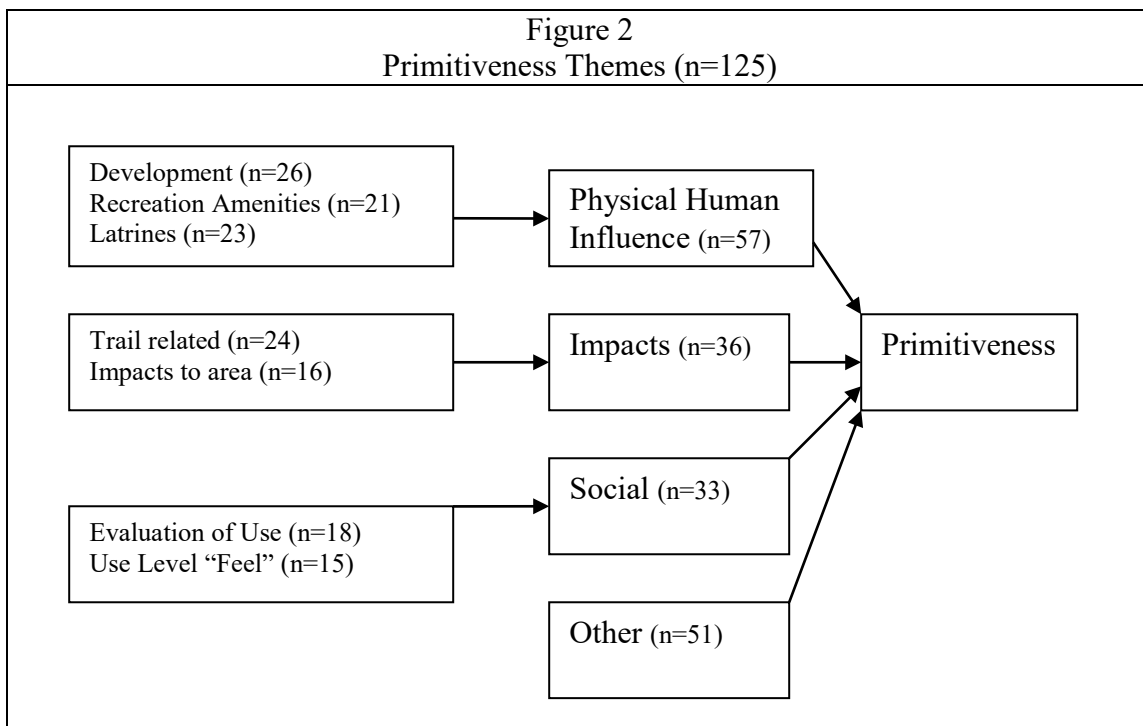 Figure 2
Primitiveness Themes (n=125)
Development (n=26)
Recreation Amenities (n=21)
Latrines (n=23)
Physical Human
Influence (n=57)
Trail related (n=24)
Impacts to area (n=16)
Impacts (n=36)
Primitiveness
Evaluation of Use (n=18)
Use Level “Feel” (n=15)
Social (n=33)
Other (n=51)